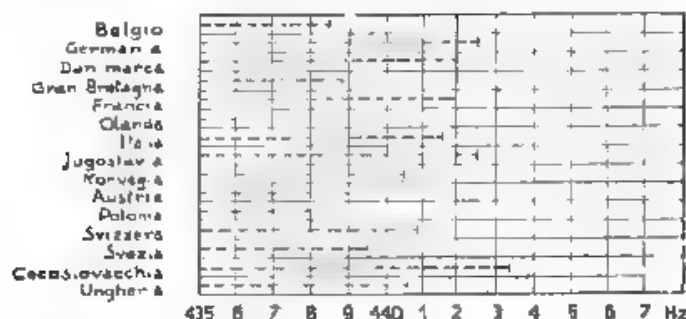 Belgio
Germania
Danimarca
Gran Bretagna
Francia
Olanda
Italia
Jugoslavia
Norvegia
Austria
Polonia
Svizzera
Svezia
Cecoslovacchia
Ungheria
435 6 7 8 9 440 1 2 3 4 5 6 7 Hz